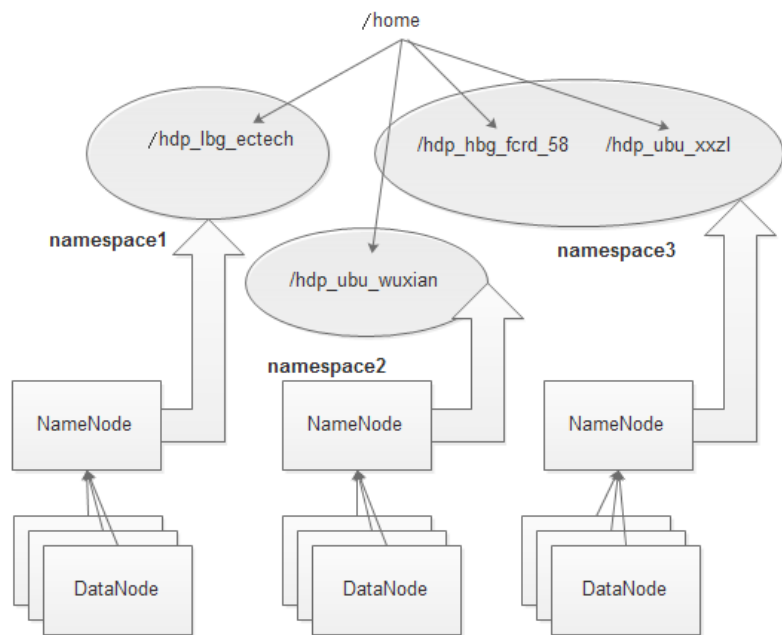 /home
/hdp_lbg_ectech
/hdp_hbg_fcrd_58
/hdp_ubu_xxzl
namespace1
namespace3
/hdp_ubu_wuxian
namespace2
NameNode
NameNode
NameNode
DataNode
DataNode
DataNode